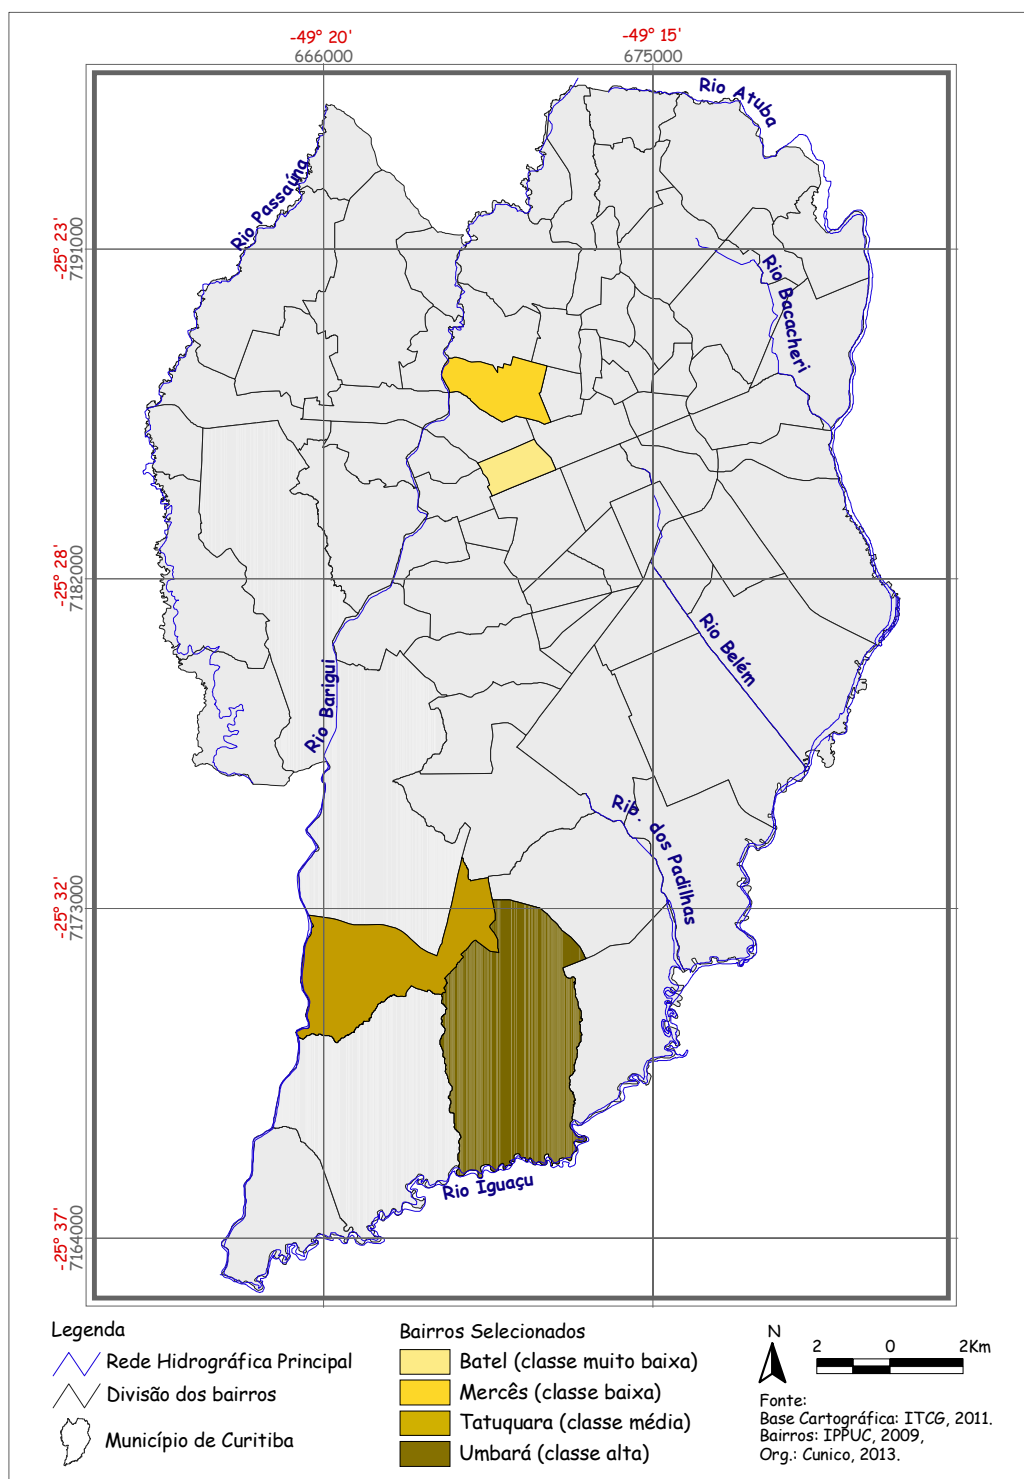 -49° 20'
-49° 15'
666000
675000
Rio Atuba
Rio Passaúna
-25° 23'
7191000
Rio Bacacheri
-25° 28'
7182000
Rio Belém
Rio Barigui
Rib. dos Padilhas
-25° 32'
7173000
Rio Iguaçu
-25° 37'
7164000
Legenda
Rede Hidrográfica Principal
Divisão dos bairros
Município de Curitiba
Bairros Selecionados
Batel (classe muito baixa)
Mercês (classe baixa)
Tatuquara (classe média)
Umbará (classe alta)
N
2 0 2Km
Fonte:
Base Cartográfica: ITCG, 2011.
Bairros: IPPUC, 2009,
Org.: Cunico, 2013.